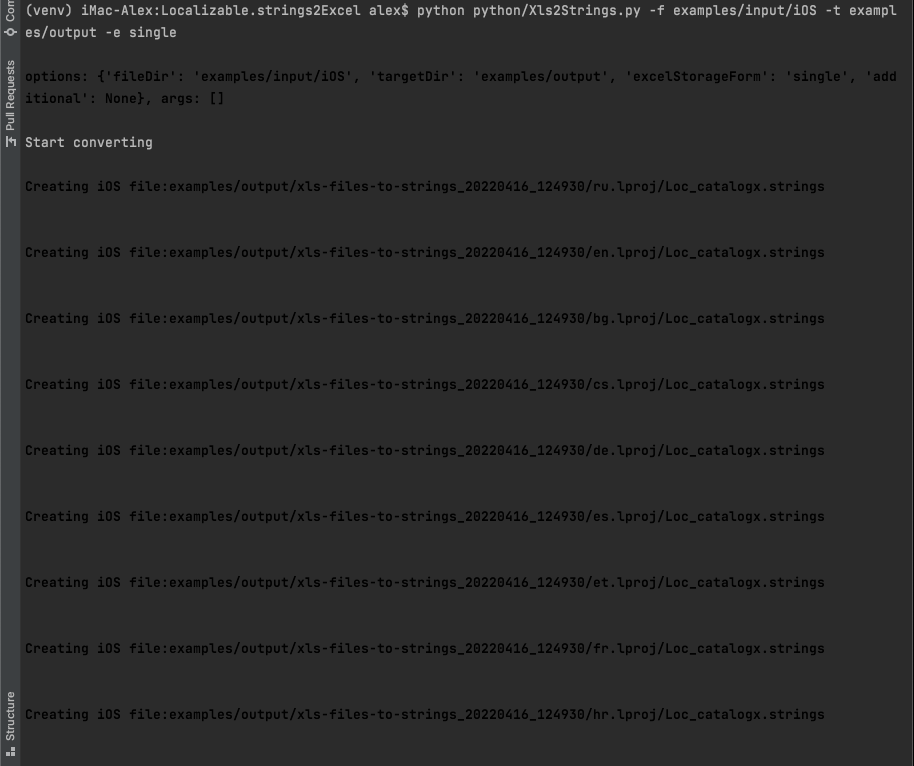 (venv) iMac-Alex:Localizable.strings2Excel alex$ python python/Xls2Strings.py -f examples/input/iOS -t exampl
es/output -e single
options: {'fileDir': 'examples/input/iOS', 'targetDir': 'examples/output', 'excelStorageForm': 'single', 'add
itional': None}, args: []
Start converting
Creating iOS file:examples/output/xls-files-to-strings_20220416_124930/ru.lproj/Loc_catalogx.strings
Creating iOS file:examples/output/xls-files-to-strings_20220416_124930/en.lproj/Loc_catalogx.strings
Creating iOS file:examples/output/xls-files-to-strings_20220416_124930/bg.lproj/Loc_catalogx.strings
Creating iOS file:examples/output/xls-files-to-strings_20220416_124930/cs.lproj/Loc_catalogx.strings
Creating iOS file:examples/output/xls-files-to-strings_20220416_124930/de.lproj/Loc_catalogx.strings
Creating iOS file:examples/output/xls-files-to-strings_20220416_124930/es.lproj/Loc_catalogx.strings
Creating iOS file:examples/output/xls-files-to-strings_20220416_124930/et.lproj/Loc_catalogx.strings
Creating iOS file:examples/output/xls-files-to-strings_20220416_124930/fr.lproj/Loc_catalogx.strings
Creating iOS file:examples/output/xls-files-to-strings_20220416_124930/hr.lproj/Loc_catalogx.strings
Pull Requests
Structure